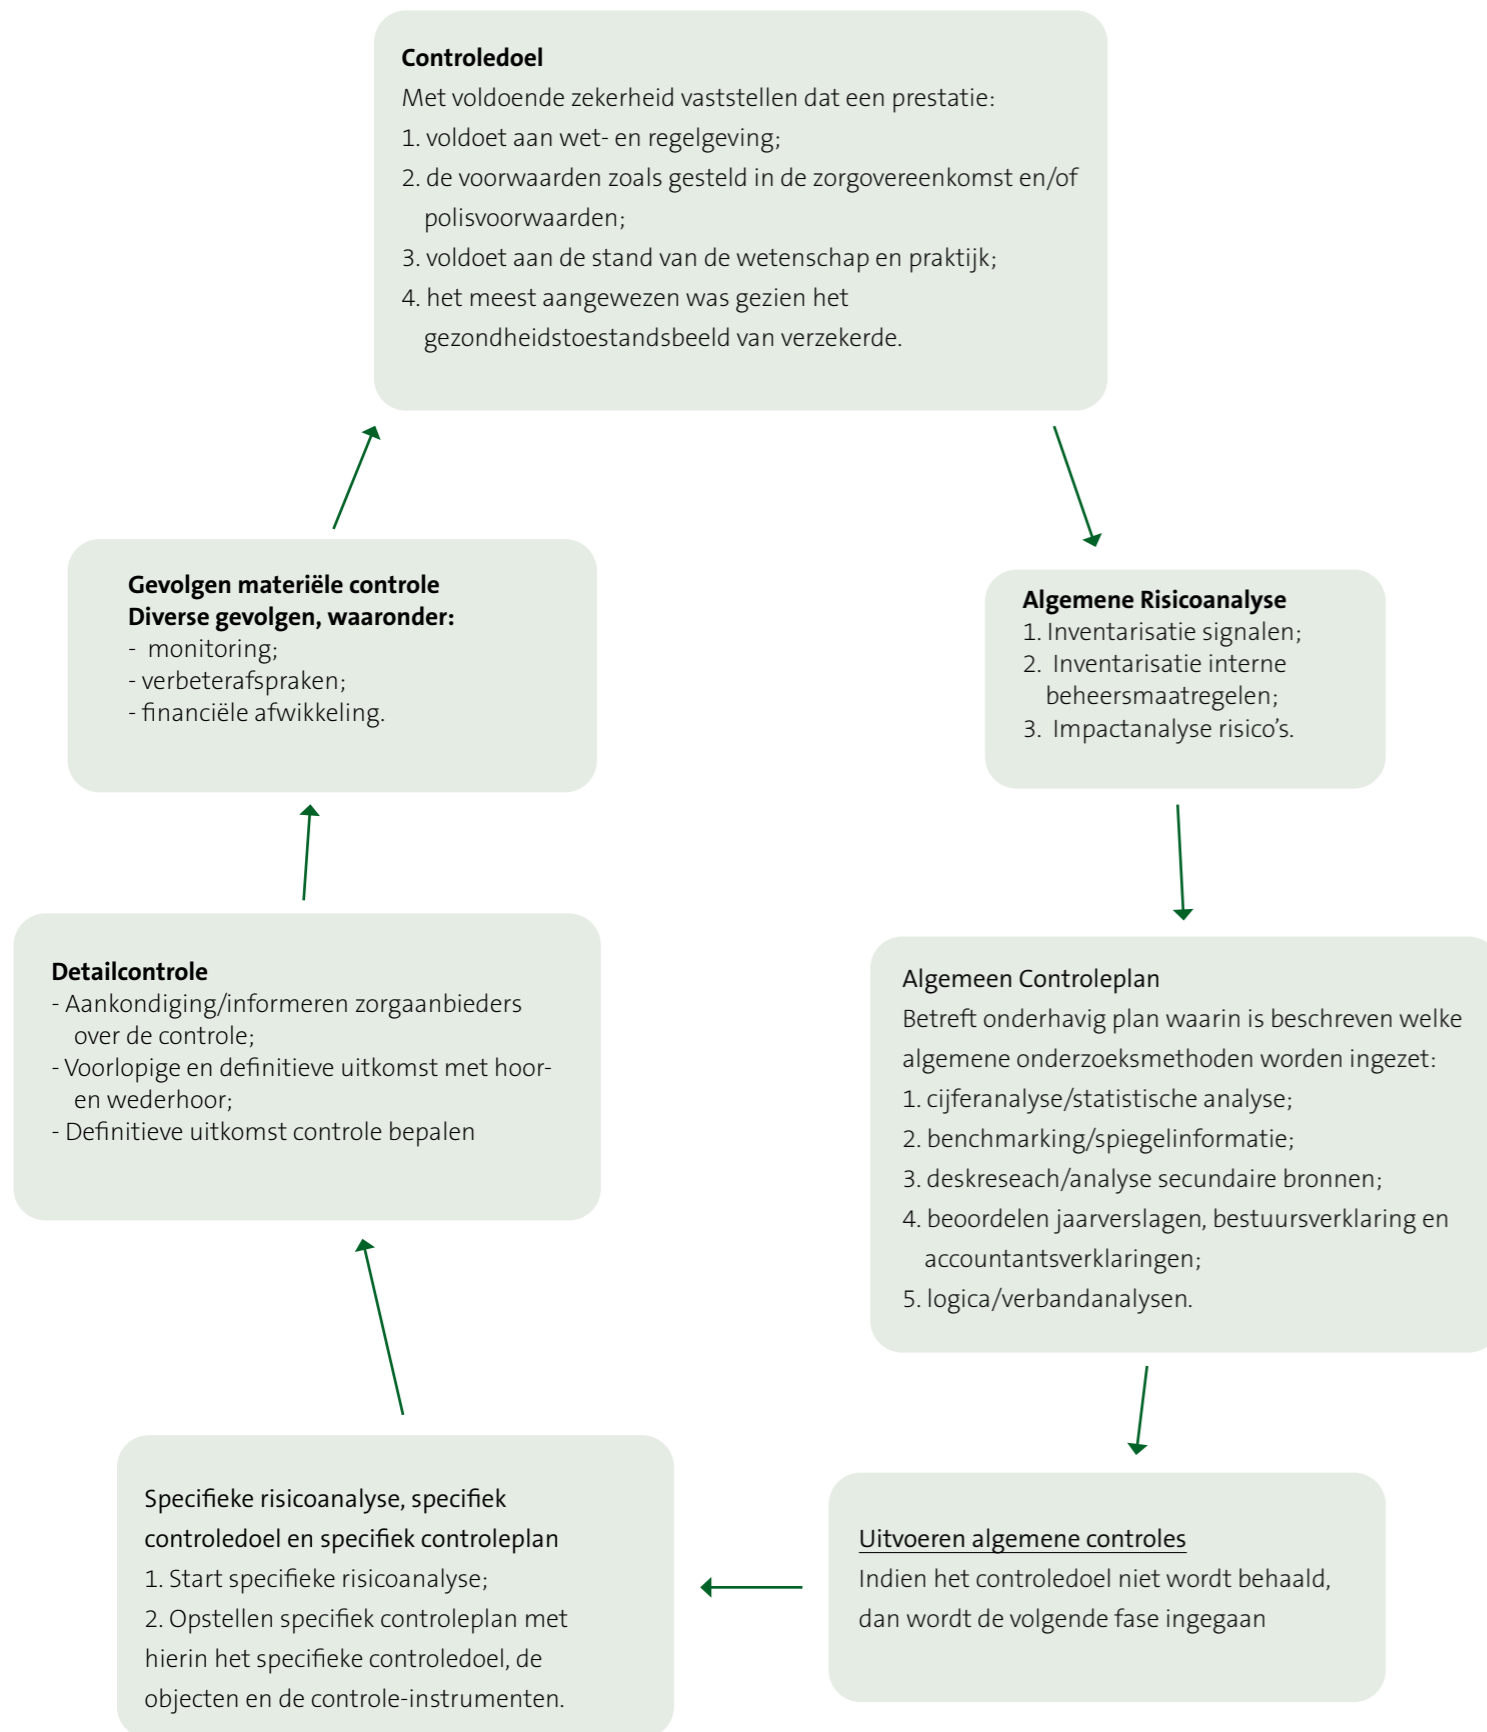 Controledoel
Met voldoende zekerheid vaststellen dat een prestatie:
1. voldoet aan wet- en regelgeving;
2. de voorwaarden zoals gesteld in de zorgovereenkomst en/of
polisvoorwaarden;
3. voldoet aan de stand van de wetenschap en praktijk;
4. het meest aangewezen was gezien het
gezondheidstoestandsbeeld van verzekerde.
Algemene Risicoanalyse
1. Inventarisatie signalen;
2. Inventarisatie interne
beheersmaatregelen;
3. Impactanalyse risico's.
Algemeen Controleplan
Betreft onderhavig plan waarin is beschreven welke
algemene onderzoeksmethoden worden ingezet:
1. cijferanalyse/statistische analyse;
2. benchmarking/spiegelinformatie;
3. deskreseach/analyse secundaire bronnen;
4. beoordelen jaarverslagen, bestuursverklaring en
accountantsverklaringen;
5. logica/verbandanalysen.
Uitvoeren algemene controles
Indien het controledoel niet wordt behaald,
dan wordt de volgende fase ingegaan
Specifieke risicoanalyse, specifiek
controledoel en specifiek controleplan
1. Start specifieke risicoanalyse;
2. Opstellen specifiek controleplan met
hierin het specifieke controledoel, de
objecten en de controle-instrumenten.
Detailcontrole
- Aankondiging/informeren zorgaanbieders
over de controle;
- Voorlopige en definitieve uitkomst met hoor-
en wederhoor;
- Definitieve uitkomst controle bepalen
Gevolgen materiële controle
Diverse gevolgen, waaronder:
- monitoring;
- verbeterafspraken;
- financiële afwikkeling.